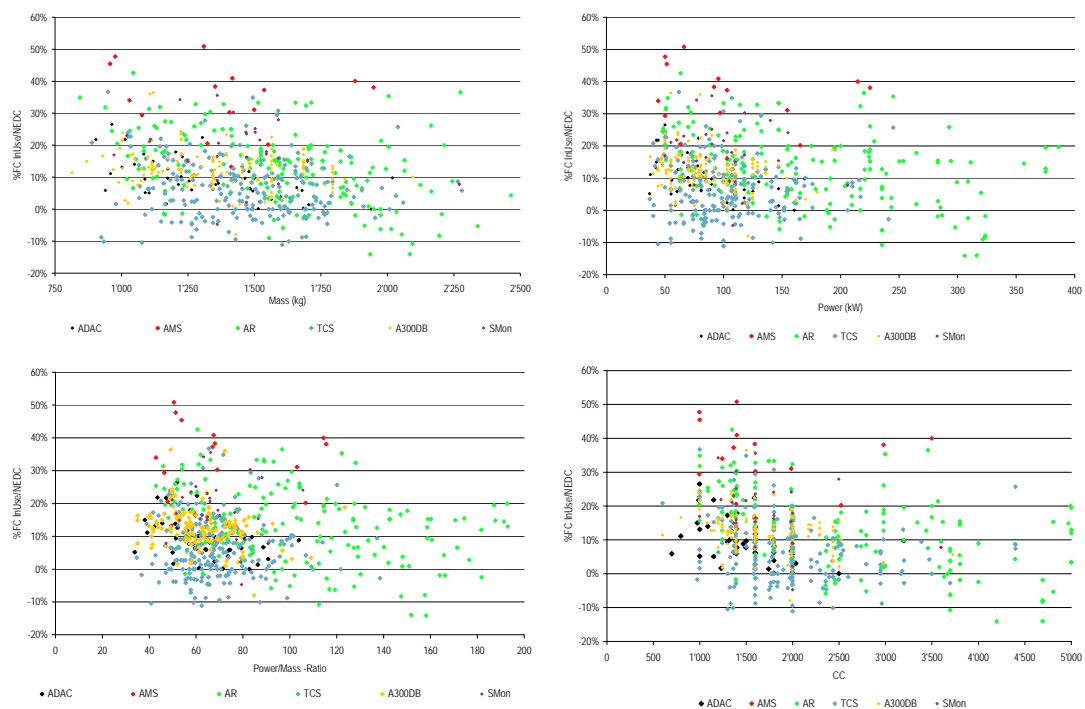 60%
50%
40%
30%
20%
10%
0%
-10%
-20%
%FC InUse/NEDC
750 1'000 1'250 1'500 1'750 2'000 2'250 2'500
Mass (kg)
ADAC AMS AR TCS A300DB SMon
60%
50%
40%
30%
20%
10%
0%
-10%
-20%
%F C InUse/NEDC
0 50 100 150 200 250 300 350 400
Power (kW)
ADAC AMS AR TCS A300DB SMon
60%
50%
40%
30%
20%
10%
0%
-10%
-20%
%FC InUse/NEDC
0 20 40 60 80 100 120 140 160 180 200
Power/Mass -Ratio
ADAC AMS AR TCS A300DB SMon
60%
50%
40%
30%
20%
10%
0%
-10%
-20%
%FC InUse/NEDC
0 500 1'000 1'500 2'000 2'500 3'000 3'500 4'000 4'500 5'000
CC
ADAC AMS AR TCS A300DB SMon